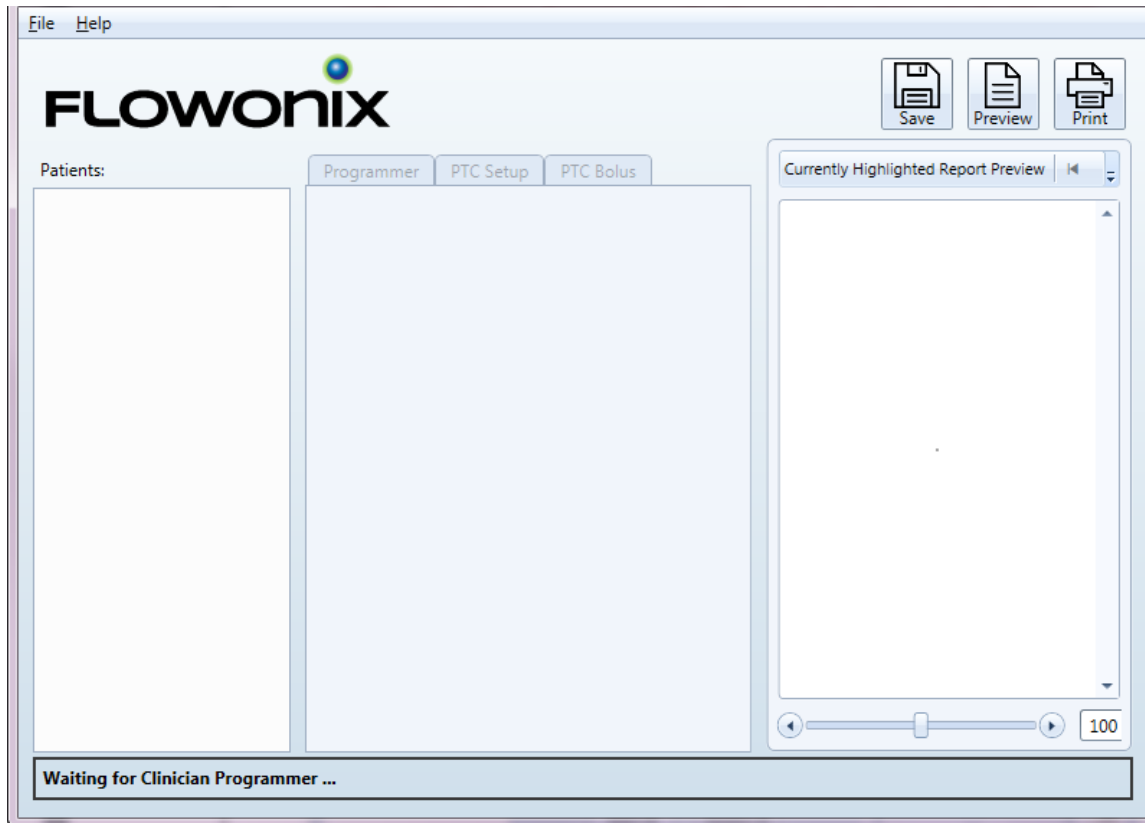 File Help
FLOWONIX
Save Preview Print
Patients:
Programmer PTC Setup PTC Bolus
Currently Highlighted Report Preview
100
Waiting for Clinician Programmer ...